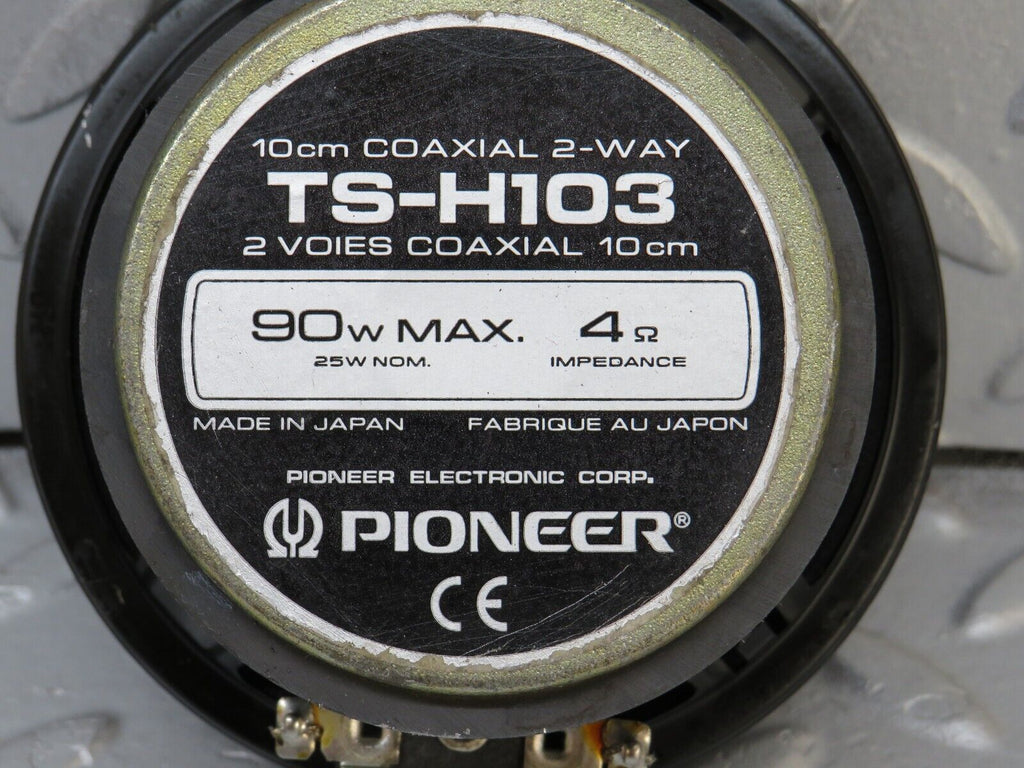 10cm COAXIAL 2-WAY
TS-H103
2 VOIES COAXIAL 10cm
90W MAX. 4Ω
25W NOM. IMPEDANCE
MADE IN JAPAN FABRIQUE AU JAPON
PIONEER ELECTRONIC CORP.
PIONEER®
CE